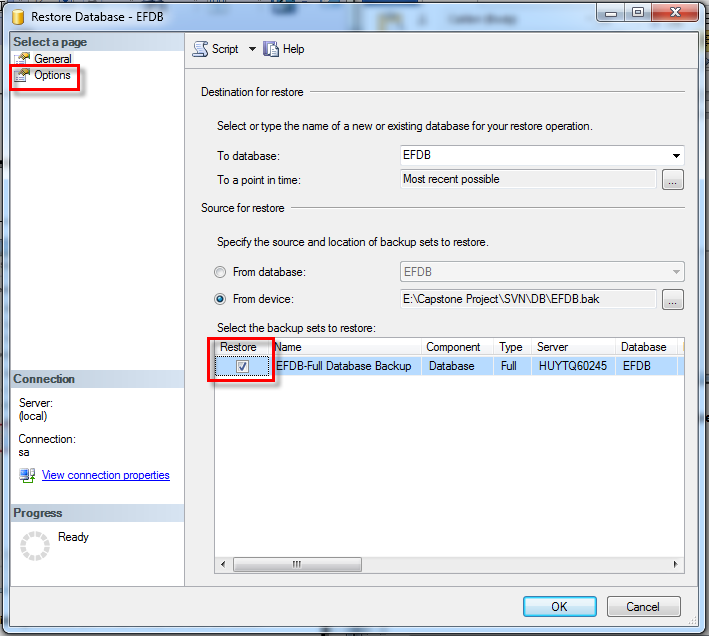 Restore Database - EFDB
Select a page
General
Options
Script
Help
Destination for restore
Select or type the name of a new or existing database for your restore operation.
To database:
EFDB
To a point in time:
Most recent possible
...
Source for restore
Specify the source and location of backup sets to restore.
From database:
EFDB
From device:
E:\Capstone Project\SVN\DB\EFDB.bak
...
Select the backup sets to restore:
Restore Name Component Type Server Database
EFDB-Full Database Backup Database Full HUYTQ60245 EFDB
Connection
Server:
(local)
Connection:
sa
View connection properties
Progress
Ready
OK
Cancel